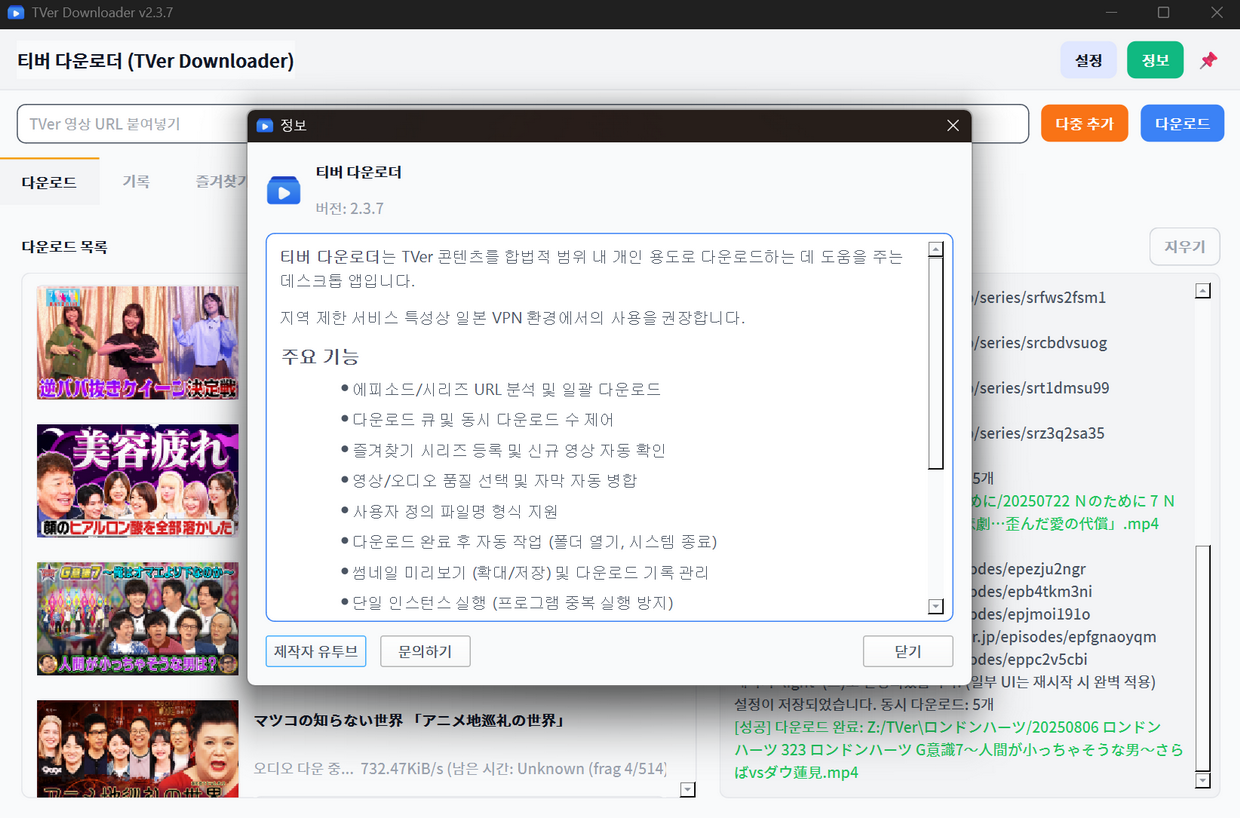 TVer Downloader v2.3.7
티버 다운로더 (TVer Downloader)
설정
정보
TVer 영상 URL 붙여넣기
다중 추가
다운로드
다운로드
기록
즐겨찾기
다운로드 목록
지우기
逆ババ抜きクイーン決定戦
美容疲れ
顔のヒアルロン酸を全部溶かした
G意識7 〜俺はオマエより下なのか〜
人間が小っちゃそうな男は?
アニメ地巡礼の世界
マツコの知らない世界 「アニメ地巡礼の世界」
오디오 다운 중... 732.47KiB/s (남은 시간: Unknown (frag 4/514)
정보
티버 다운로더
버전: 2.3.7
티버 다운로더는 TVer 콘텐츠를 합법적 범위 내 개인 용도로 다운로드하는 데 도움을 주는
데스크톱 앱입니다.
지역 제한 서비스 특성상 일본 VPN 환경에서의 사용을 권장합니다.
주요 기능
● 에피소드/시리즈 URL 분석 및 일괄 다운로드
● 다운로드 큐 및 동시 다운로드 수 제어
● 즐겨찾기 시리즈 등록 및 신규 영상 자동 확인
● 영상/오디오 품질 선택 및 자막 자동 병합
● 사용자 정의 파일명 형식 지원
● 다운로드 완료 후 자동 작업 (폴더 열기, 시스템 종료)
● 썸네일 미리보기 (확대/저장) 및 다운로드 기록 관리
● 단일 인스턴스 실행 (프로그램 중복 실행 방지)
제작자 유투브
문의하기
닫기
/series/srfws2fsm1
/series/srcbdvsuog
/series/srt1dmsu99
/series/srz3q2sa35
5개
めに/20250722 Nのために 7 N
劇…歪んだ愛の代償」.mp4
odes/epezju2ngr
odes/epb4tkm3ni
odes/epjmoi191o
r.jp/episodes/epfgnaoyqm
odes/eppc2v5cbi
(일부 UI는 재시작 시 완벽 적용)
설정이 저장되었습니다. 동시 다운로드: 5개
[성공] 다운로드 완료: Z:/TVer\ロンドンハーツ/20250806 ロンドン
ハーツ 323 ロンドンハーツ G意識7〜人間が小っちゃそうな男〜さら
ばvsダウ蓮見.mp4